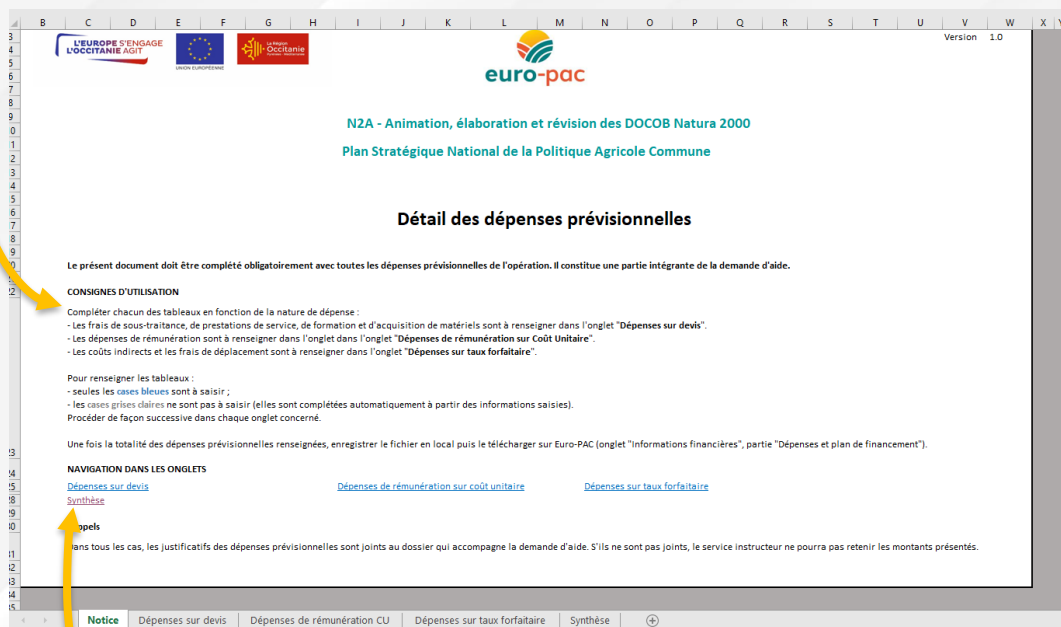 B C D E F G H I J K L M N O P Q R S T U V W X Y
L'EUROPE S'ENGAGE
L'OCCITANIE AGIT
UNION EUROPÉENNE
La Région
Occitanie
Pyrénées - Méditerranée
euro-pac
Version 1.0
N2A - Animation, élaboration et révision des DOCOB Natura 2000
Plan Stratégique National de la Politique Agricole Commune
Détail des dépenses prévisionnelles
Le présent document doit être complété obligatoirement avec toutes les dépenses prévisionnelles de l'opération. Il constitue une partie intégrante de la demande d'aide.
CONSIGNES D'UTILISATION
Compléter chacun des tableaux en fonction de la nature de dépense :
- Les frais de sous-traitance, de prestations de service, de formation et d'acquisition de matériels sont à renseigner dans l'onglet "Dépenses sur devis".
- Les dépenses de rémunération sont à renseigner dans l'onglet dans l'onglet "Dépenses de rémunération sur Coût Unitaire".
- Les coûts indirects et les frais de déplacement sont à renseigner dans l'onglet "Dépenses sur taux forfaitaire".
Pour renseigner les tableaux :
- seules les cases bleues sont à saisir ;
- les cases grises claires ne sont pas à saisir (elles sont complétées automatiquement à partir des informations saisies).
Procéder de façon successive dans chaque onglet concerné.
Une fois la totalité des dépenses prévisionnelles renseignées, enregistrer le fichier en local puis le télécharger sur Euro-PAC (onglet "Informations financières", partie "Dépenses et plan de financement").
NAVIGATION DANS LES ONGLETS
Dépenses sur devis Dépenses de rémunération sur coût unitaire Dépenses sur taux forfaitaire
Synthèse
ppels
ans tous les cas, les justificatifs des dépenses prévisionnelles sont joints au dossier qui accompagne la demande d'aide. S'ils ne sont pas joints, le service instructeur ne pourra pas retenir les montants présentés.
Notice Dépenses sur devis Dépenses de rémunération CU Dépenses sur taux forfaitaire Synthèse